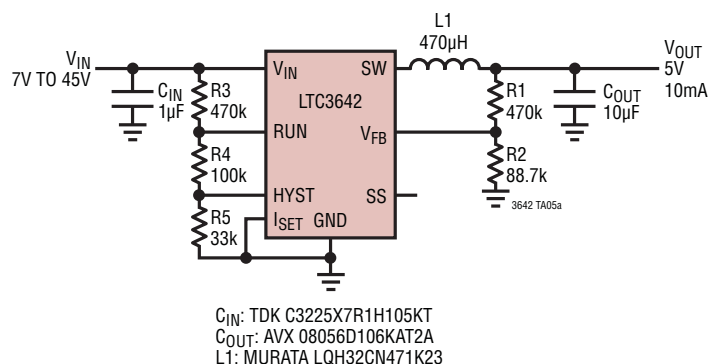 L1
470µH
VIN
7V TO 45V
CIN
1µF
R3
470k
R4
100k
R5
33k
VIN
SW
LTC3642
RUN
VFB
HYST
SS
ISET
GND
R1
470k
R2
88.7k
3642 TA05a
COUT
10µF
VOUT
5V
10mA
CIN: TDK C3225X7R1H105KT
COUT: AVX 08056D106KAT2A
L1: MURATA LQH32CN471K23